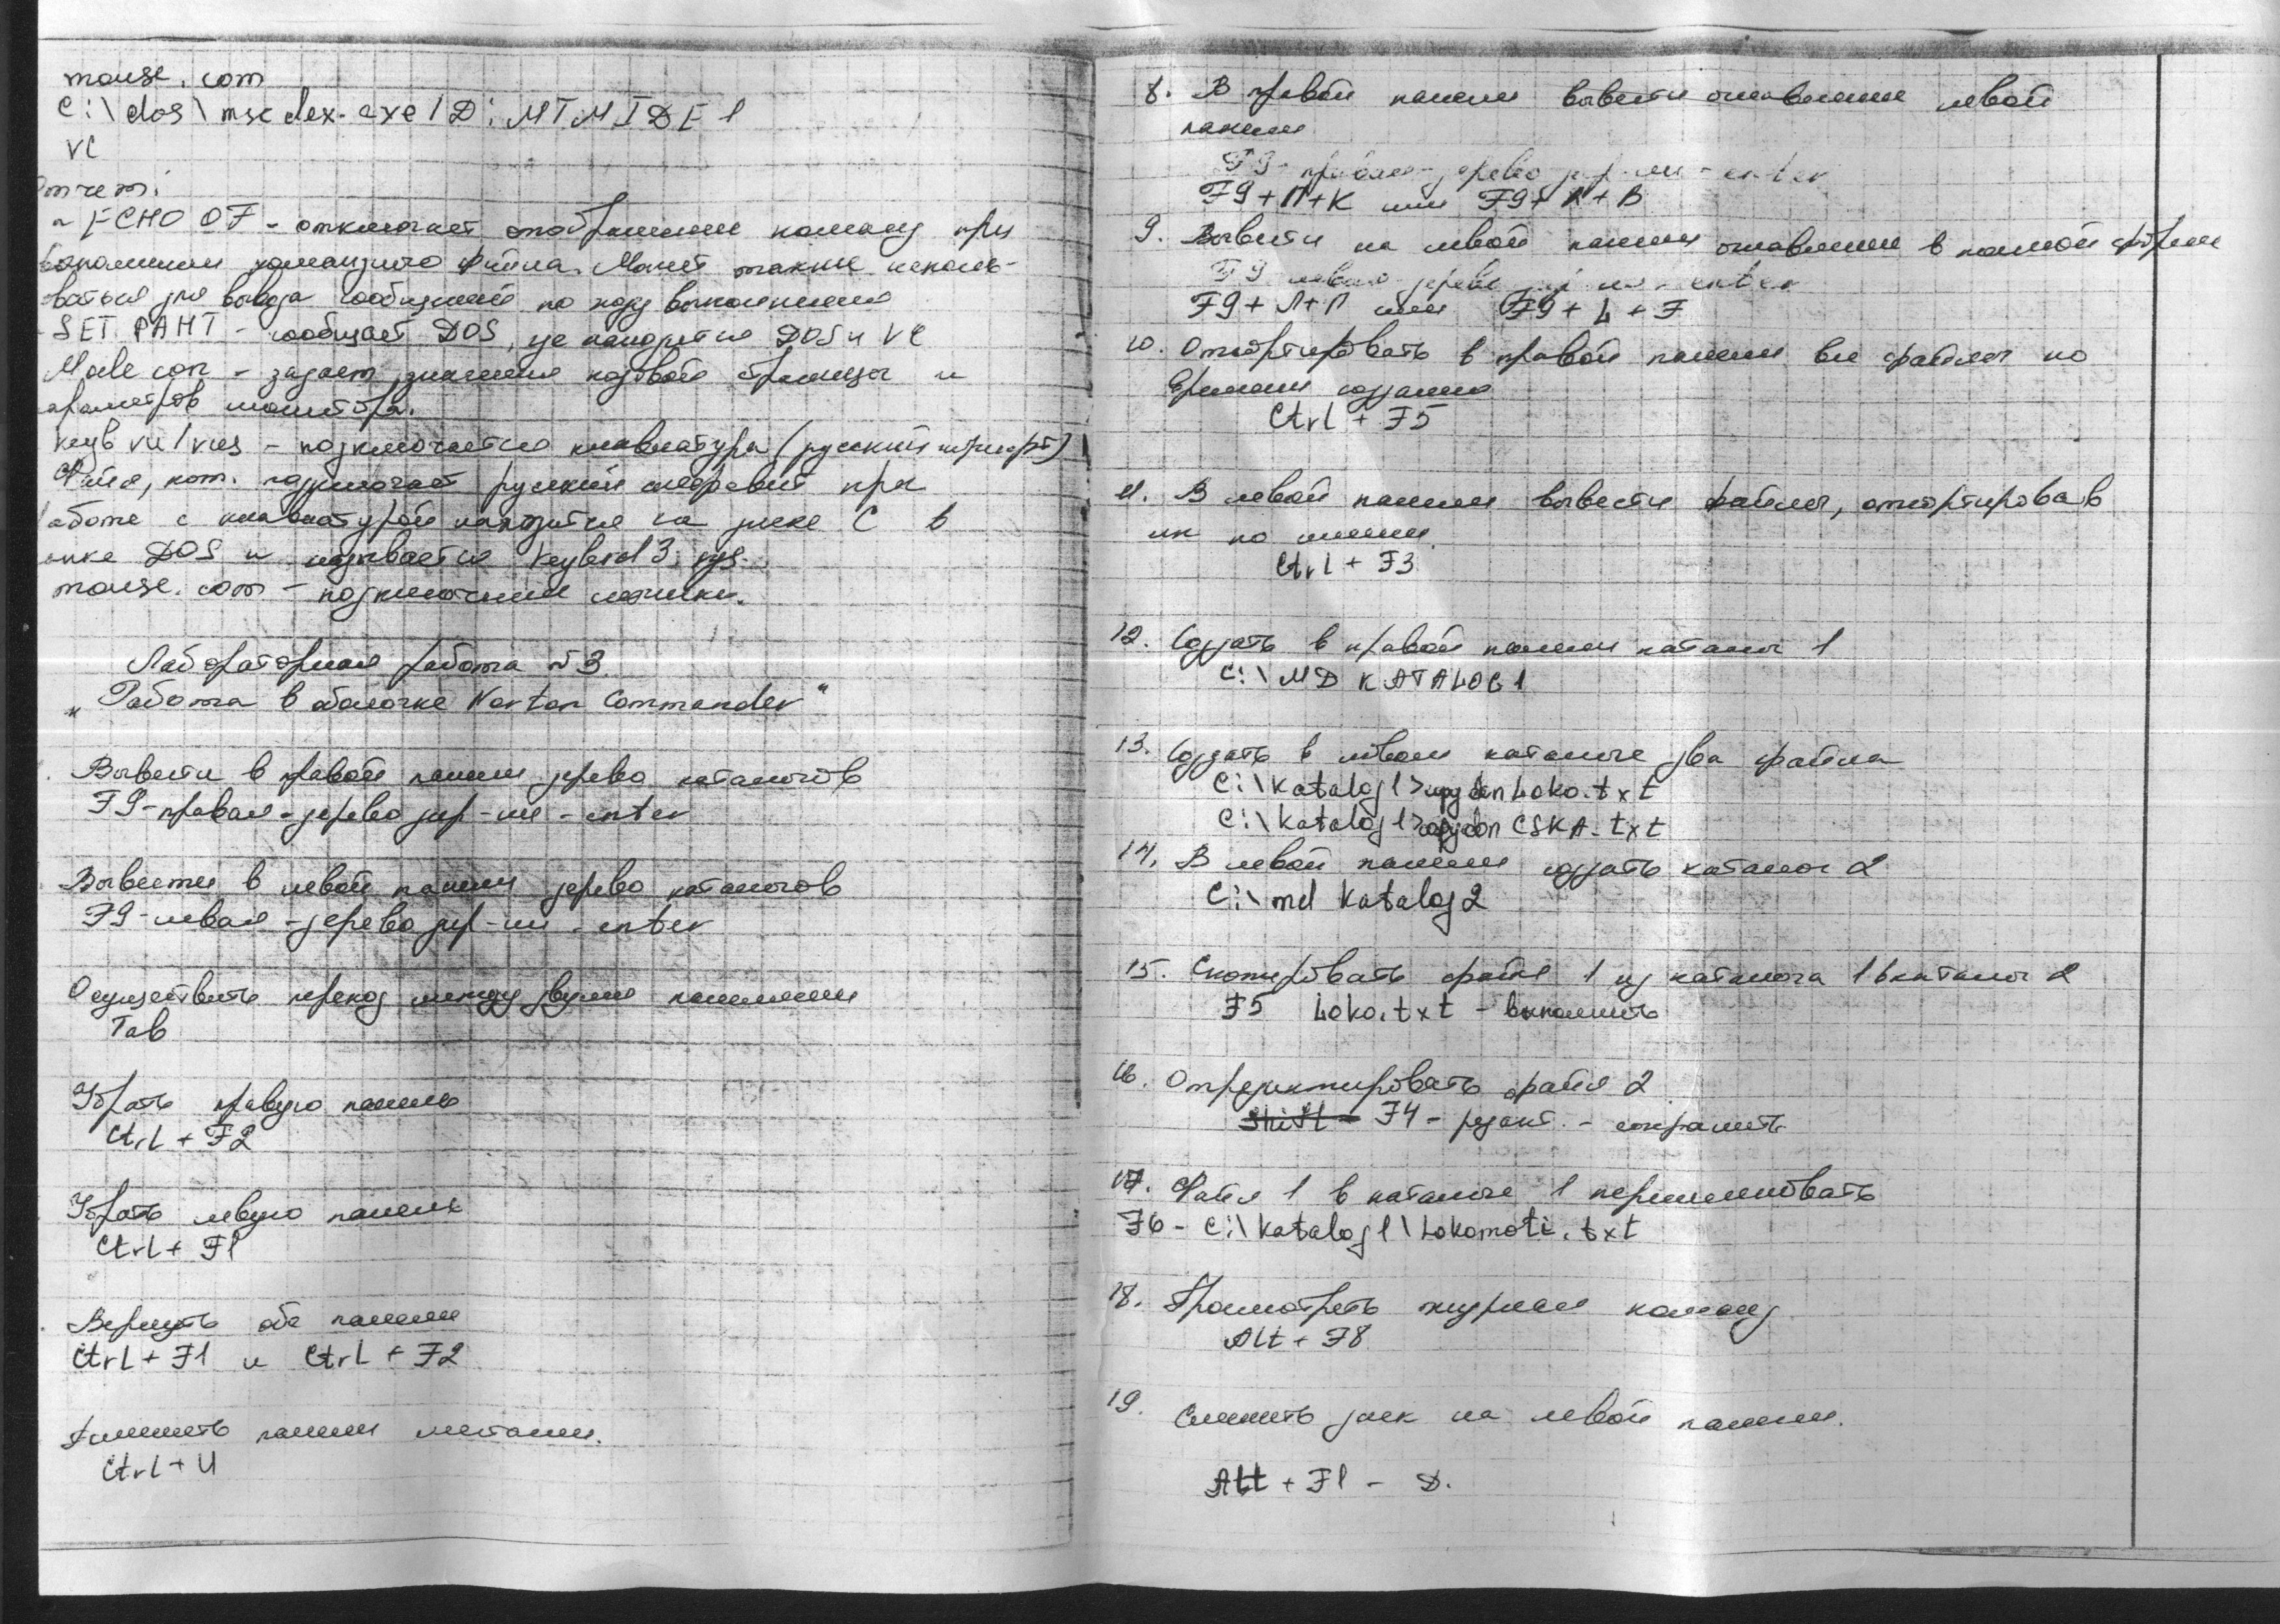 mouse.com
C:\dos\mscdex.exe /D:MTMIDE1
VC
Отчет:
ECHO OF - отключает отображение команд при
выполнении командного файла. Может также исполь-
зоваться для вывода сообщений по ходу выполнения
SET PAHT - сообщает DOS, где находятся DOS и VC
Mode con - задает значения кодовой страницы и
параметров монитора.
keyb ru/rus - подключается клавиатура (русский шрифт)
Файл, кот. подключает русский алфавит при
работе с клавиатурой находится на диске C в
папке DOS и называется keybrd3.sys.
mouse.com - подключение мышки.
Лабораторная работа №3.
"Работа в оболочке Norton Commander"
Вывести в правой панели дерево каталогов
F9-правая-дерево дир-ии-enter
Вывести в левой панели дерево каталогов
F9-левая-дерево дир-ии-enter
Осуществить переход между двумя панелями
Tab
Убрать правую панель
CtrL + F2
Убрать левую панель
CtrL + F1
Вернуть обе панели
CtrL + F1 и CtrL + F2
панели местами.
CtrL + U
8. В правой панели вывести оглавление левой
панели
F9-правая-дерево дир-ии-enter
F9+П+К или F9+R+B
9. Вывести на левой панели оглавление в полной форме
F9 левая дерево enter
F9+Л+П или F9+L+F
10. Отсортировать в правой панели все файлы по
времени создания
CtrL + F5
11. В левой панели вывести файлы, отсортировав
их по имени.
CtrL + F3
12. Создать в правой панели каталог 1
C:\MD KATALOG1
13. Создать в новом каталоге два файла
C:\katalog1> con Loko.txt
C:\katalog1> con CSKA.txt
14. В левой панели создать каталог 2
C:\md katalog2
15. Скопировать файл 1 из каталога 1 в каталог 2
F5 Loko.txt - выполнить
16. Отредактировать файл 2
Shift - F4 - редакт. - сохранить
17. Файл 1 в каталоге 1 переименовать
F6 - C:\katalog1\Lokomoti.txt
18. Просмотреть журнал команд
ALt + F8
19. Сменить диск на левой панели.
ALt + F1 - D.